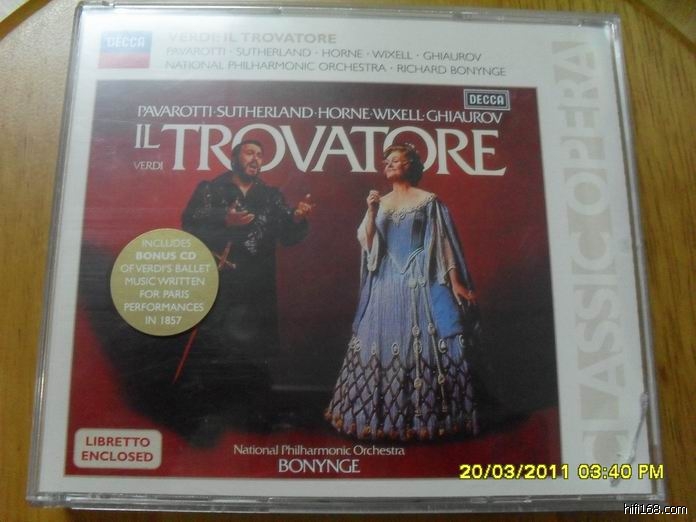 DECCA
VERDI: IL TROVATORE
PAVAROTTI · SUTHERLAND · HORNE · WIXELL · GHIAUROV
NATIONAL PHILHARMONIC ORCHESTRA · RICHARD BONYNGE
DECCA
PAVAROTTI·SUTHERLAND·HORNE·WIXELL·GHIAUROV
IL TROVATORE
VERDI
INCLUDES
BONUS CD
OF VERDI'S BALLET
MUSIC WRITTEN
FOR PARIS
PERFORMANCES
IN 1857
LIBRETTO
ENCLOSED
National Philharmonic Orchestra
BONYNGE
CLASSIC OPERA
20/03/2011 03:40 PM
hifi168.com